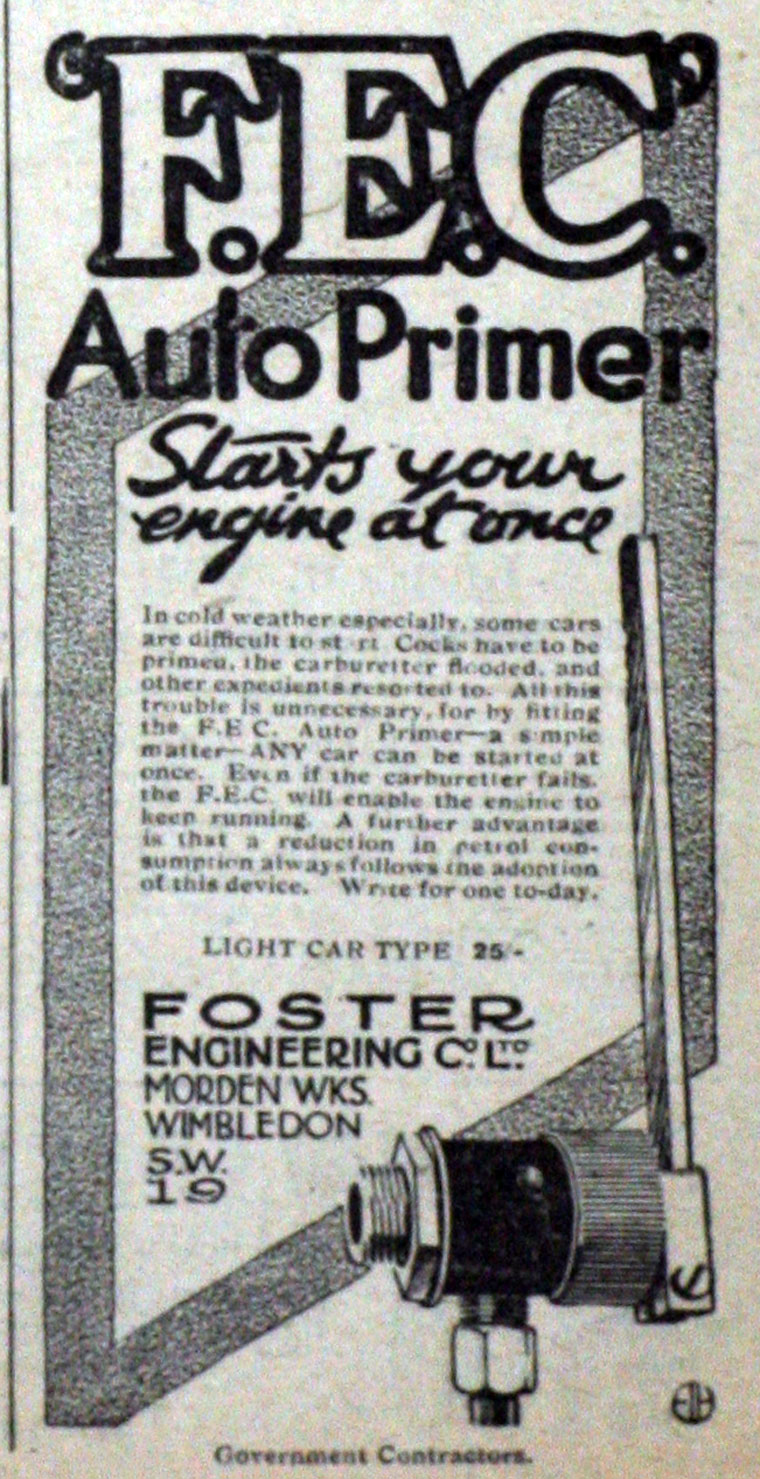 F.E.C.
Auto Primer
Starts your
engine at once
In cold weather especially, some cars
are difficult to st rt Cocks have to be
primed, the carburetter flooded, and
other expedients resorted to. All this
trouble is unnecessary, for by fitting
the F.E C. Auto Primer—a simple
matter—ANY car can be started at
once. Even if the carburetter fails,
the F.E.C. will enable the engine to
keep running. A further advantage
is that a reduction in petrol con-
sumption always follows the adoption
of this device. Write for one to-day.
LIGHT CAR TYPE 25/-
FOSTER
ENGINEERING Co. LTD.
MORDEN WKS.
WIMBLEDON
S.W.
19
Government Contractors.